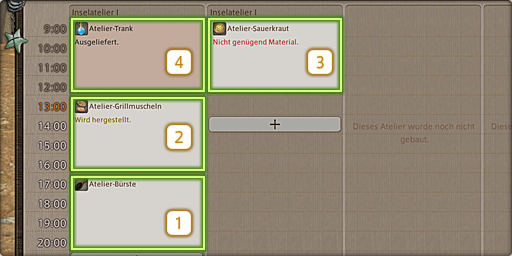 Inselatelier I
Inselatelier I
9:00
Atelier-Trank
Atelier-Sauerkraut
10:00
Ausgeliefert.
Nicht genügend Material.
11:00
4
3
12:00
13:00
Atelier-Grillmuscheln
14:00
Wird hergestellt.
+
Dieses Atelier wurde noch nicht
gebaut.
Diese
15:00
2
16:00
17:00
Atelier-Bürste
18:00
19:00
1
20:00